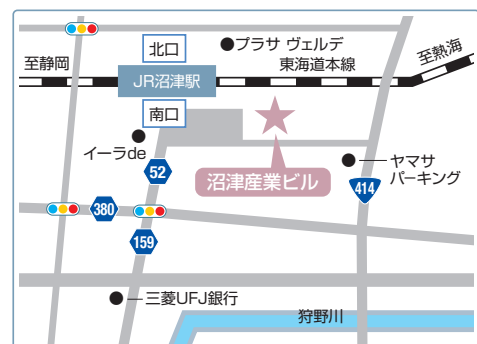 北口
プラサ ヴェルデ
至静岡
東海道本線
至熱海
JR沼津駅
南口
イーラde
52
沼津産業ビル
ヤマサ
パーキング
414
380
159
三菱UFJ銀行
狩野川